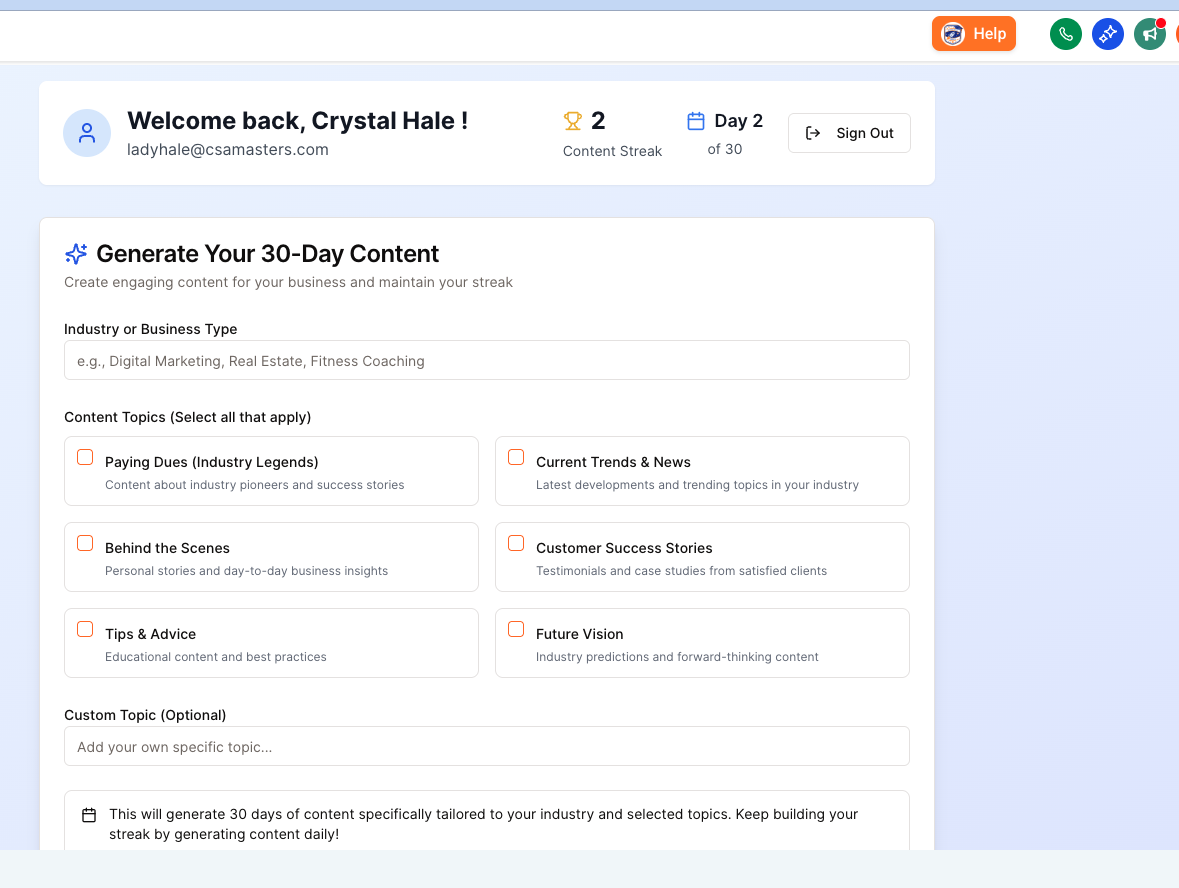 Help
Welcome back, Crystal Hale !
ladyhale@csamasters.com
2
Content Streak
Day 2
of 30
Sign Out
Generate Your 30-Day Content
Create engaging content for your business and maintain your streak
Industry or Business Type
e.g., Digital Marketing, Real Estate, Fitness Coaching
Content Topics (Select all that apply)
Paying Dues (Industry Legends)
Content about industry pioneers and success stories
Current Trends & News
Latest developments and trending topics in your industry
Behind the Scenes
Personal stories and day-to-day business insights
Customer Success Stories
Testimonials and case studies from satisfied clients
Tips & Advice
Educational content and best practices
Future Vision
Industry predictions and forward-thinking content
Custom Topic (Optional)
Add your own specific topic...
This will generate 30 days of content specifically tailored to your industry and selected topics. Keep building your
streak by generating content daily!